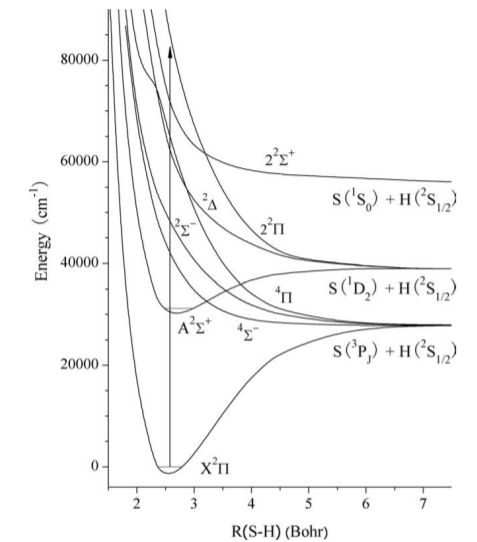 80000
60000
40000
20000
0
Energy (cm⁻¹)
2²Σ⁺
S(¹S₀) + H(²S₁/₂)
²Δ
²Σ⁻
2²Π
S(¹D₂) + H(²S₁/₂)
⁴Π
A²Σ⁺
⁴Σ⁻
S(³P_J) + H(²S₁/₂)
X²Π
2 3 4 5 6 7
R(S-H) (Bohr)